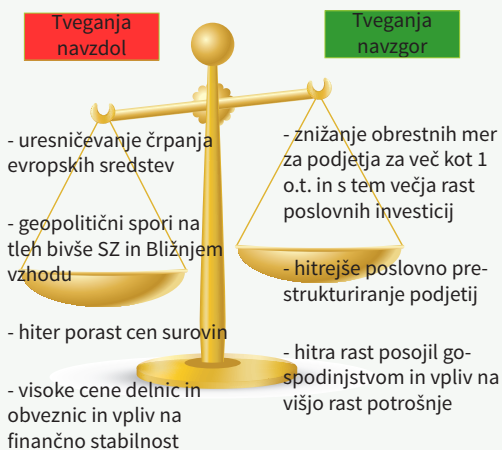 Tveganja
navzdol
- uresničevanje črpanja
evropskih sredstev
- geopolitični spori na
tleh bivše SZ in Bližnjem
vzhodu
- hiter porast cen surovin
- visoke cene delnic in
obveznic in vpliv na
finančno stabilnost
Tveganja
navzgor
- znižanje obrestnih mer
za podjetja za več kot 1
o.t. in s tem večja rast
poslovnih investicij
- hitrejše poslovno pre-
strukturiranje podjetij
- hitra rast posojil go-
spodinjstvom in vpliv na
višjo rast potrošnje